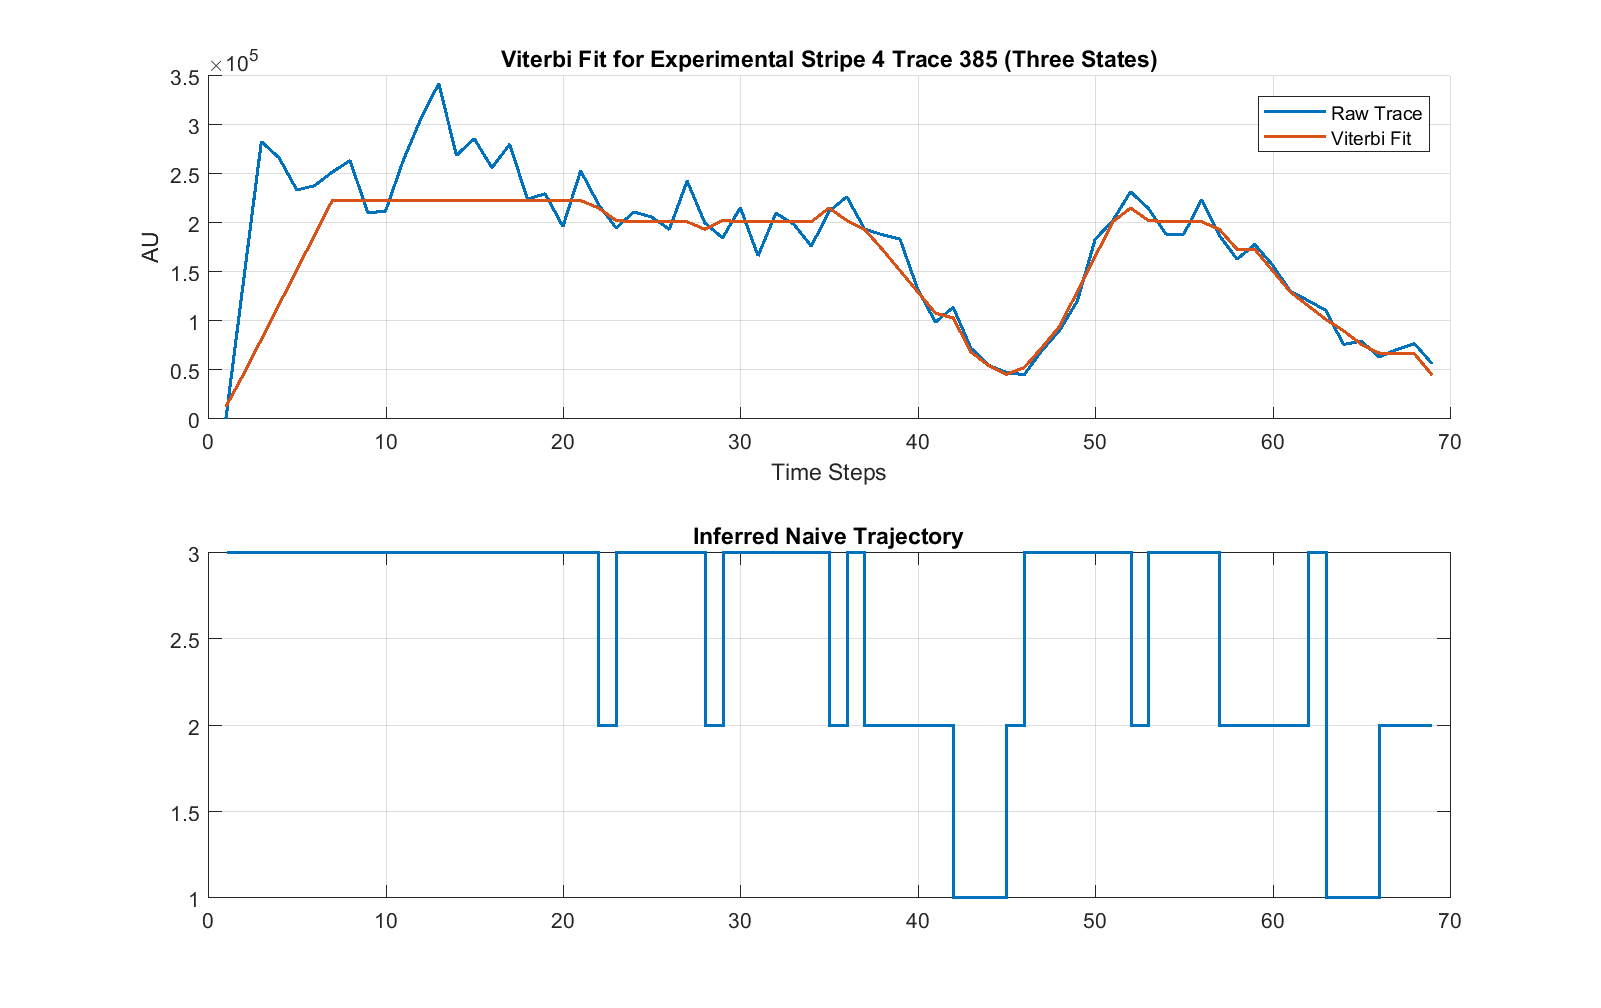 Viterbi Fit for Experimental Stripe 4 Trace 385 (Three States)
×10⁵
3.5
3
2.5
2
1.5
1
0.5
0
AU
Raw Trace
Viterbi Fit
0 10 20 30 40 50 60 70
Time Steps
Inferred Naive Trajectory
3
2.5
2
1.5
1
0 10 20 30 40 50 60 70